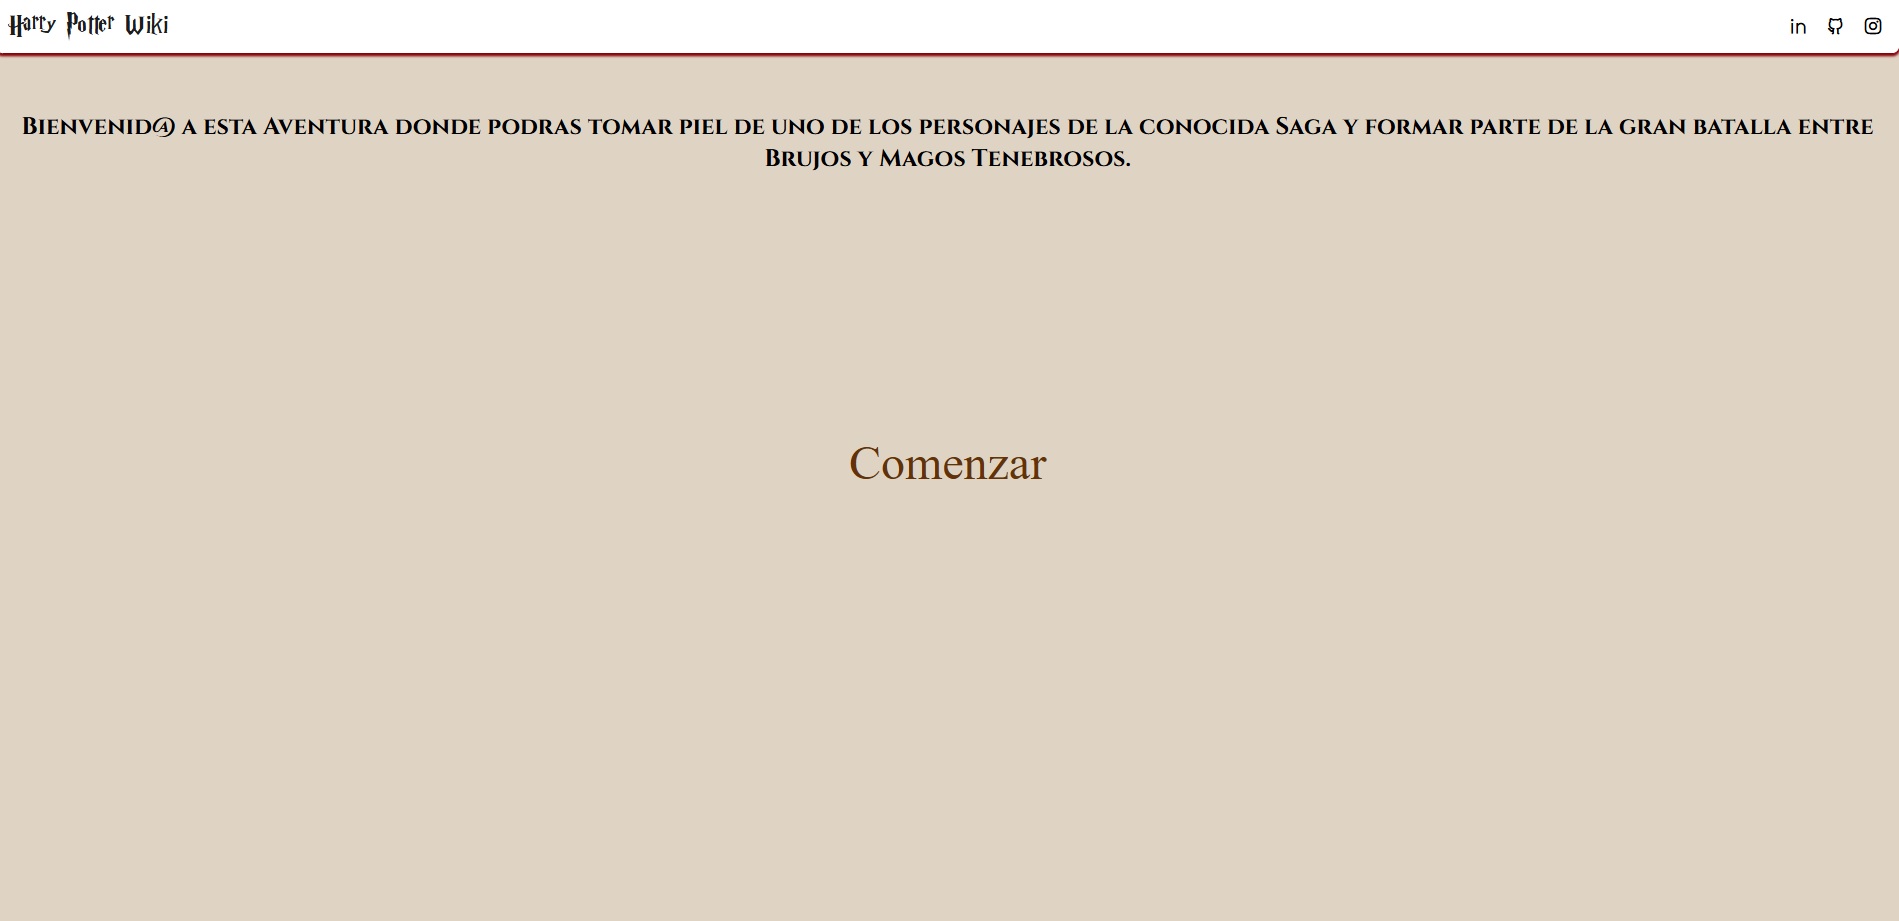 Harry Potter Wiki
in
Bienvenid@ a esta Aventura donde podras tomar piel de uno de los personajes de la conocida Saga y formar parte de la gran batalla entre
Brujos y Magos Tenebrosos.
Comenzar